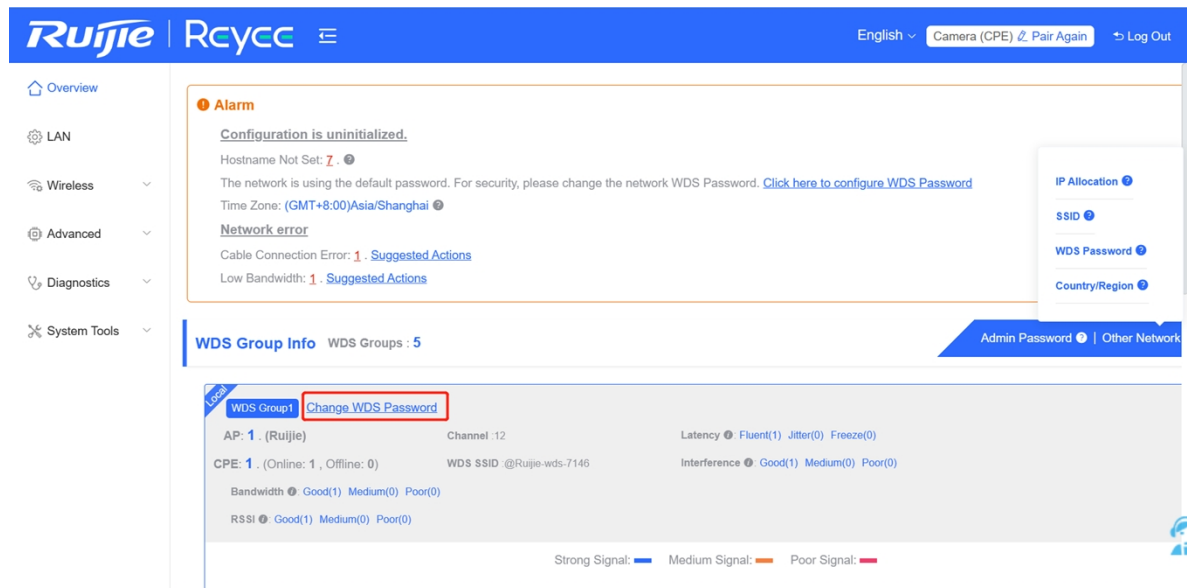 Ruijie | Reyee
English
Camera (CPE) Pair Again
Log Out
Overview
LAN
Wireless
Advanced
Diagnostics
System Tools
Alarm
Configuration is uninitialized.
Hostname Not Set: 7 .
The network is using the default password. For security, please change the network WDS Password. Click here to configure WDS Password
Time Zone: (GMT+8:00)Asia/Shanghai
Network error
Cable Connection Error: 1 . Suggested Actions
Low Bandwidth: 1 . Suggested Actions
IP Allocation
SSID
WDS Password
Country/Region
WDS Group Info WDS Groups : 5
Admin Password | Other Network
Local
WDS Group1 Change WDS Password
AP: 1 . (Ruijie) Channel :12 Latency : Fluent(1) Jitter(0) Freeze(0)
CPE: 1 . (Online: 1 , Offline: 0) WDS SSID :@Ruijie-wds-7146 Interference : Good(1) Medium(0) Poor(0)
Bandwidth : Good(1) Medium(0) Poor(0)
RSSI : Good(1) Medium(0) Poor(0)
Strong Signal: Medium Signal: Poor Signal: